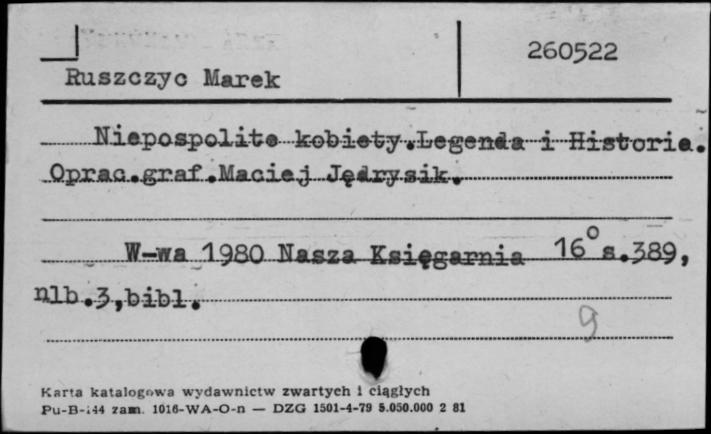 260522
Ruszczyc Marek
Niepospolite kobiety.Legenda i Historia.
Oprac.graf.Maciej Jędrysik.
W-wa 1980 Nasza Księgarnia 16° s.389,
nlb.3,bibl.
9
Karta katalogowa wydawnictw zwartych i ciągłych
Pu-B-144 zam. 1016-WA-O-n — DZG 1501-4-79 5.050.000 2 81